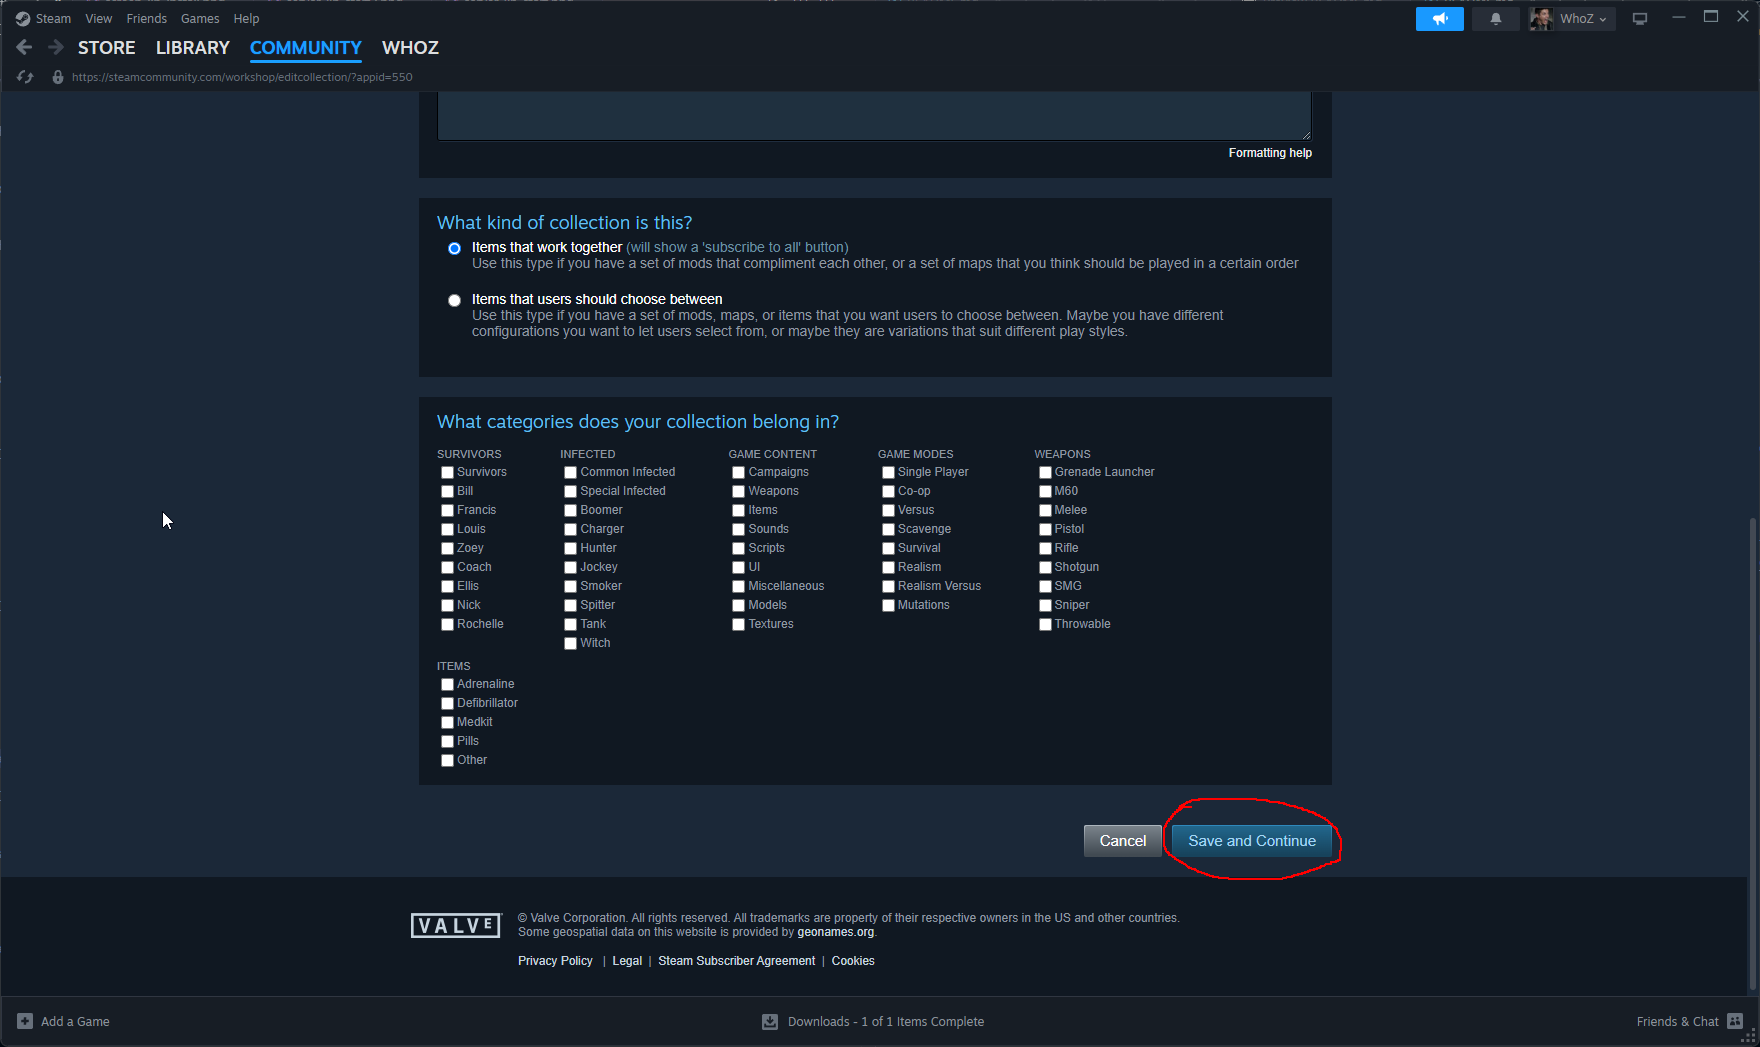 Steam View Friends Games Help
WhoZ
STORE LIBRARY COMMUNITY WHOZ
https://steamcommunity.com/workshop/editcollection/?appid=550
Formatting help
What kind of collection is this?
Items that work together (will show a 'subscribe to all' button)
Use this type if you have a set of mods that compliment each other, or a set of maps that you think should be played in a certain order
Items that users should choose between
Use this type if you have a set of mods, maps, or items that you want users to choose between. Maybe you have different
configurations you want to let users select from, or maybe they are variations that suit different play styles.
What categories does your collection belong in?
SURVIVORS
Survivors
Bill
Francis
Louis
Zoey
Coach
Ellis
Nick
Rochelle
INFECTED
Common Infected
Special Infected
Boomer
Charger
Hunter
Jockey
Smoker
Spitter
Tank
Witch
GAME CONTENT
Campaigns
Weapons
Items
Sounds
Scripts
UI
Miscellaneous
Models
Textures
GAME MODES
Single Player
Co-op
Versus
Scavenge
Survival
Realism
Realism Versus
Mutations
WEAPONS
Grenade Launcher
M60
Melee
Pistol
Rifle
Shotgun
SMG
Sniper
Throwable
ITEMS
Adrenaline
Defibrillator
Medkit
Pills
Other
Cancel Save and Continue
VALVE
© Valve Corporation. All rights reserved. All trademarks are property of their respective owners in the US and other countries.
Some geospatial data on this website is provided by geonames.org.
Privacy Policy | Legal | Steam Subscriber Agreement | Cookies
Add a Game
Downloads - 1 of 1 Items Complete
Friends & Chat